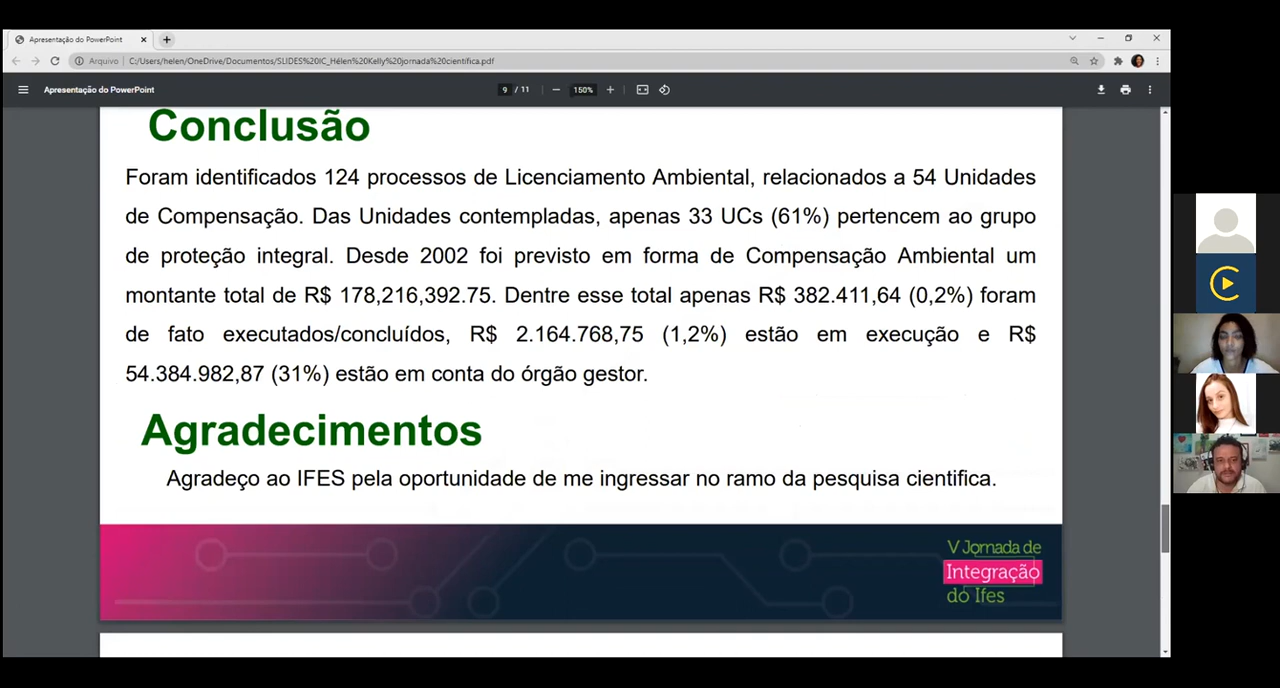 Apresentação do PowerPoint
Arquivo C:/Users/helen/OneDrive/Documentos/SLIDES%20IC_Hélen%20Kelly%20jornada%20científica.pdf
Apresentação do PowerPoint 9 / 11 150%
Conclusão
Foram identificados 124 processos de Licenciamento Ambiental, relacionados a 54 Unidades
de Compensação. Das Unidades contempladas, apenas 33 UCs (61%) pertencem ao grupo
de proteção integral. Desde 2002 foi previsto em forma de Compensação Ambiental um
montante total de R$ 178,216,392.75. Dentre esse total apenas R$ 382.411,64 (0,2%) foram
de fato executados/concluídos, R$ 2.164.768,75 (1,2%) estão em execução e R$
54.384.982,87 (31%) estão em conta do órgão gestor.
Agradecimentos
Agradeço ao IFES pela oportunidade de me ingressar no ramo da pesquisa cientifica.
V Jornada de
Integração
do Ifes